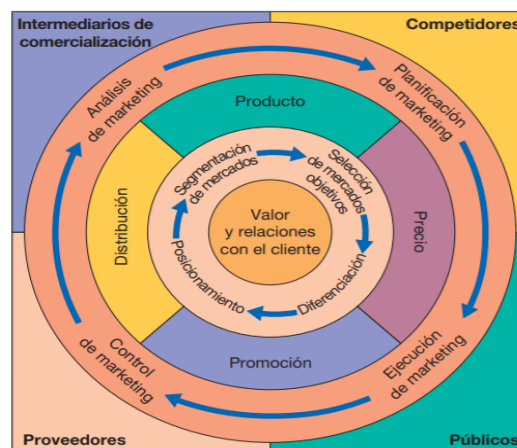 Intermediarios de
comercialización
Competidores
Análisis
de marketing
Planificación
de marketing
Producto
Segmentación
de mercados
Selección
de mercados
objetivos
Distribución
Valor
y relaciones
con el cliente
Precio
Posicionamiento
Diferenciación
Promoción
Control
de marketing
Ejecución
de marketing
Proveedores
Públicos